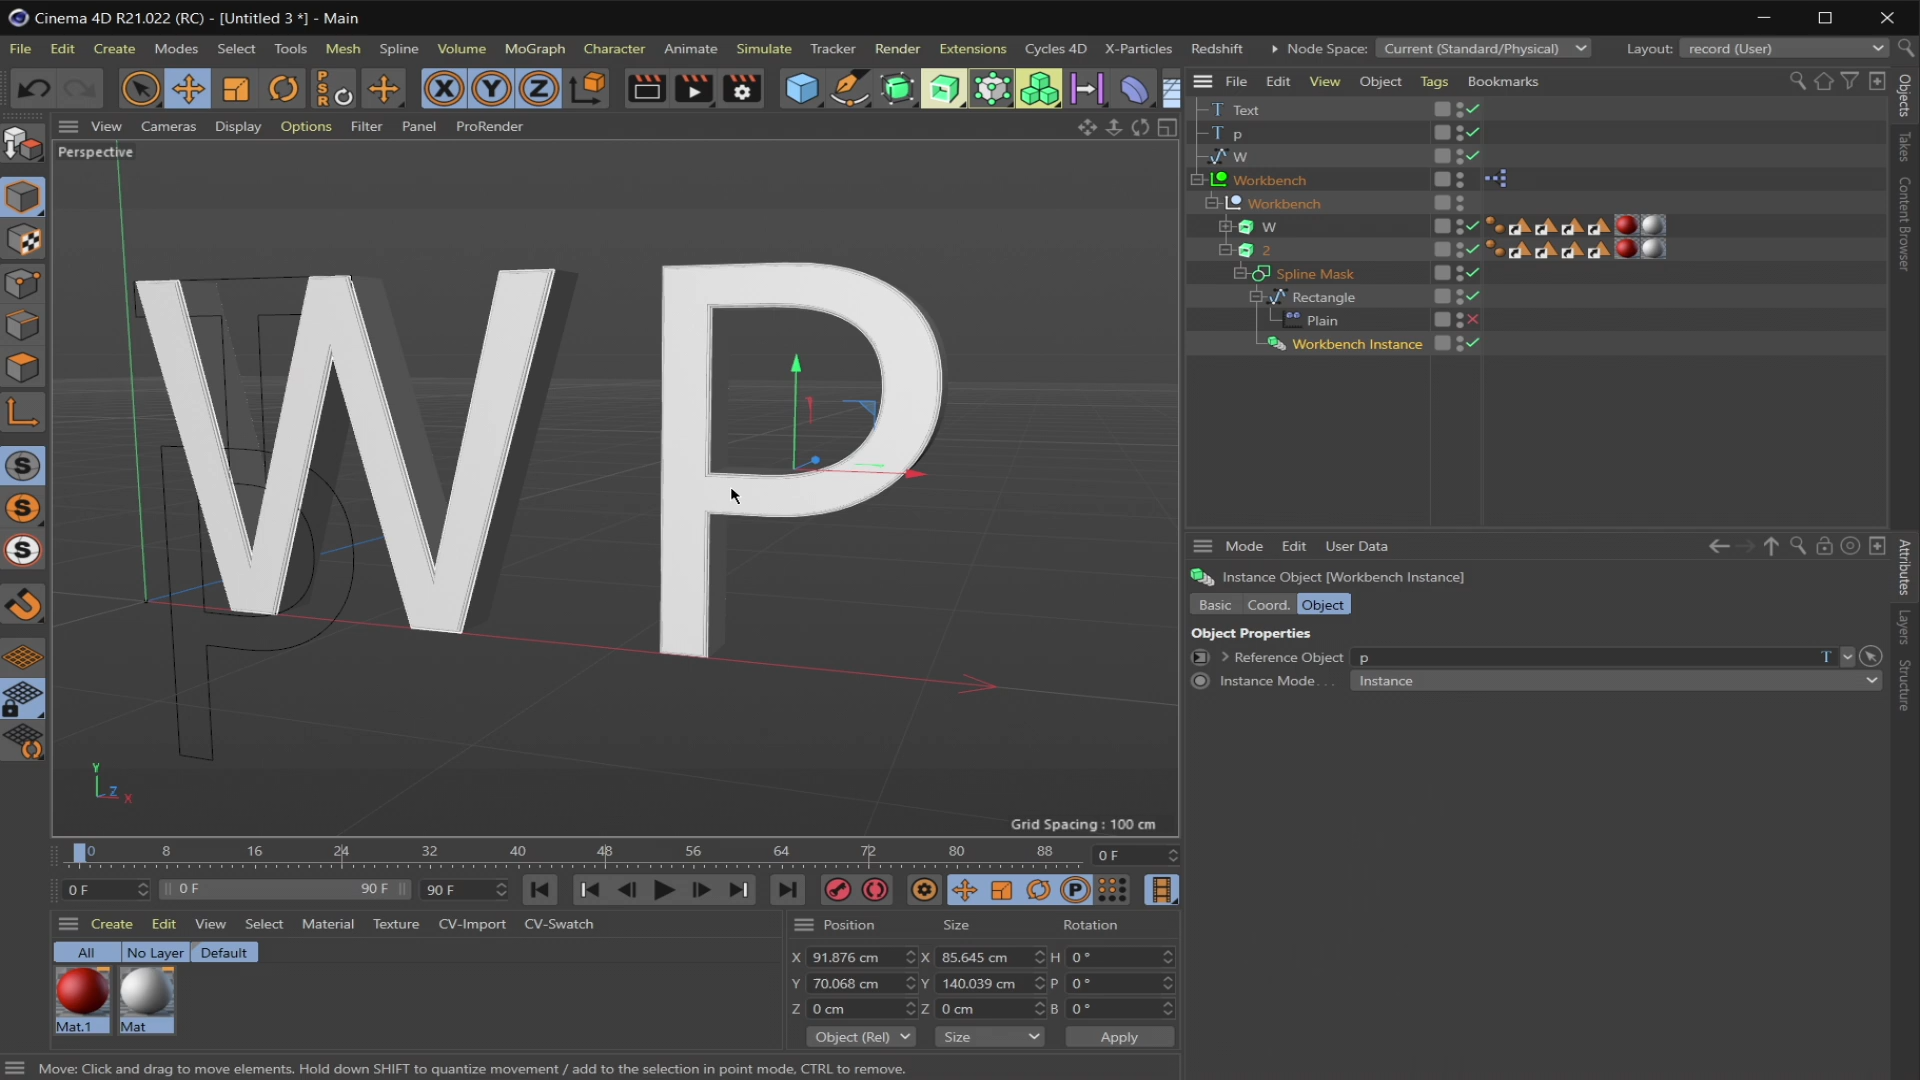 Cinema 4D R21.022 (RC) - [Untitled 3 *] - Main
File Edit Create Modes Select Tools Mesh Spline Volume MoGraph Character Animate Simulate Tracker Render Extensions Cycles 4D X-Particles Redshift Node Space: Current (Standard/Physical) Layout: record (User)
PSR X Y Z
File Edit View Object Tags Bookmarks
View Cameras Display Options Filter Panel ProRender
Perspective
Text
p
W
Workbench
Workbench
W
2
Spline Mask
Rectangle
Plain
Workbench Instance
W P
Objects
Takes
Content Browser
Attributes
Layers
Structure
Y
Z X
Grid Spacing : 100 cm
Mode Edit User Data
Instance Object [Workbench Instance]
Basic Coord. Object
Object Properties
Reference Object p
Instance Mode . . . Instance
0 8 16 24 32 40 48 56 64 72 80 88 0 F
0 F 0 F 90 F 90 F
Create Edit View Select Material Texture CV-Import CV-Swatch
All No Layer Default
Mat.1 Mat
Position Size Rotation
X 91.876 cm X 85.645 cm H 0 °
Y 70.068 cm Y 140.039 cm P 0 °
Z 0 cm Z 0 cm B 0 °
Object (Rel) Size Apply
Move: Click and drag to move elements. Hold down SHIFT to quantize movement / add to the selection in point mode, CTRL to remove.